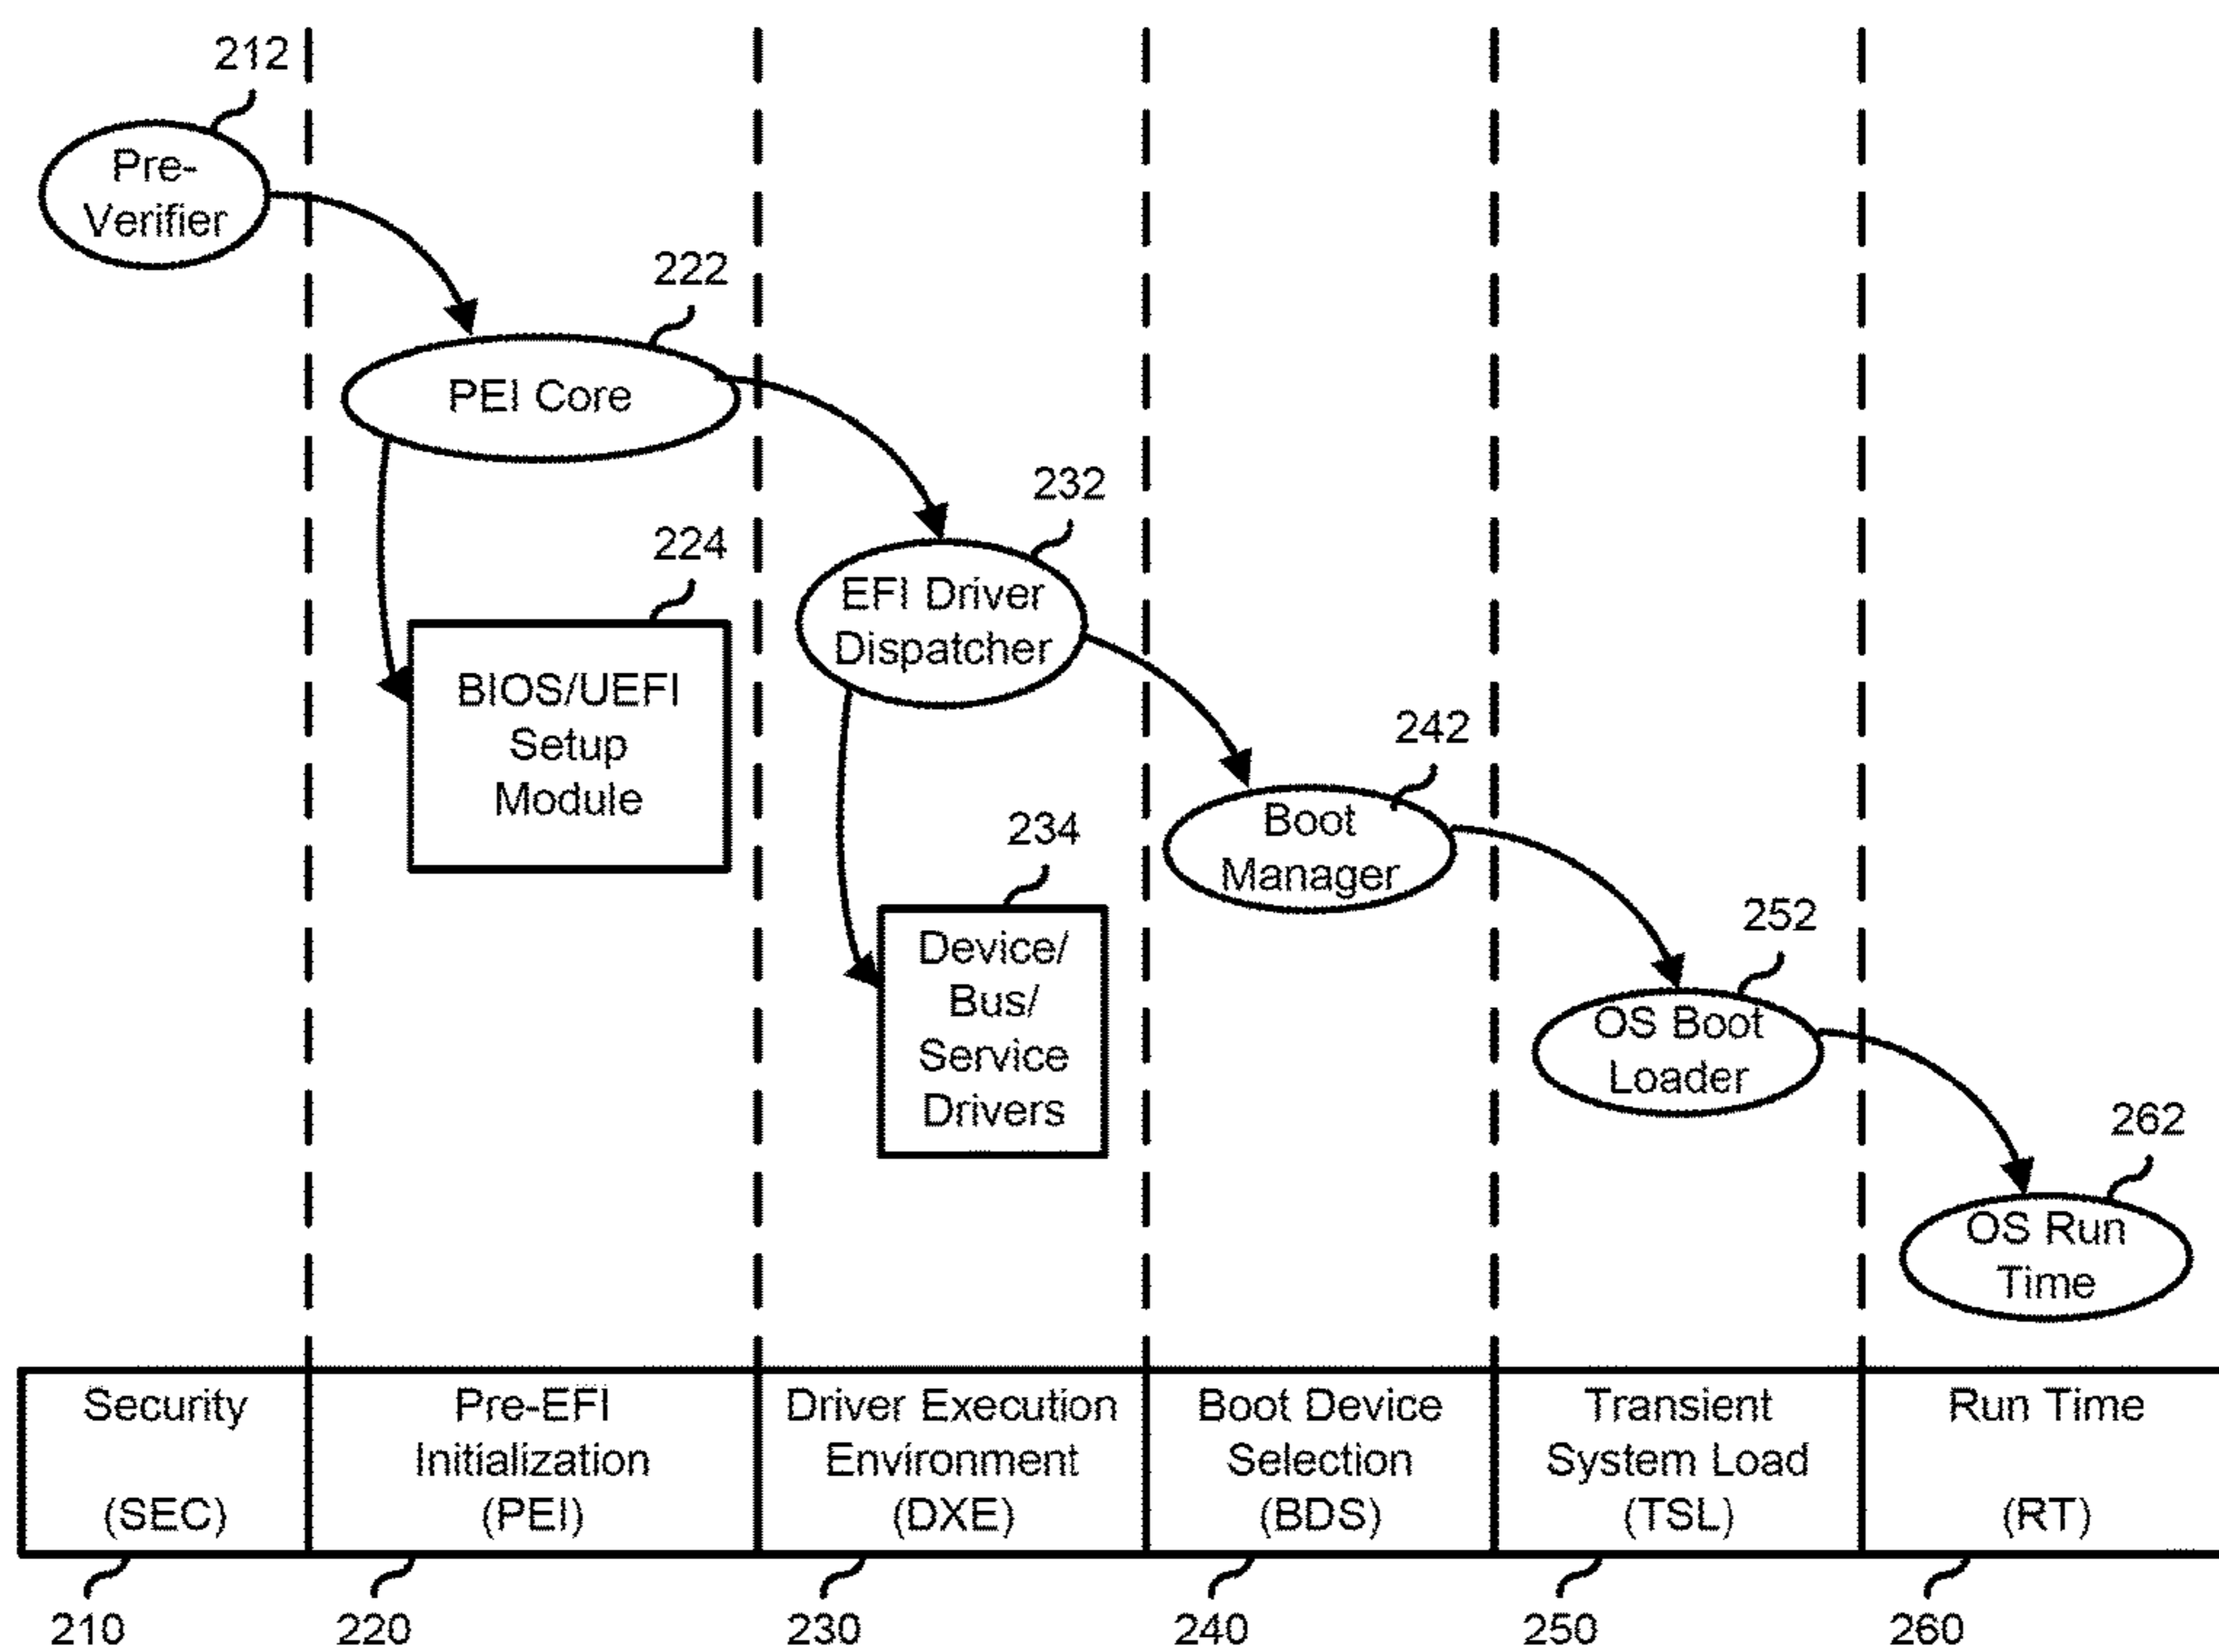 212
Pre-
Verifier
222
PEI Core
232
224
EFI Driver
Dispatcher
BIOS/UEFI
Setup
Module
242
234
Boot
Manager
252
Device/
Bus/
Service
Drivers
OS Boot
Loader
262
OS Run
Time
Security
(SEC)
Pre-EFI
Initialization
(PEI)
Driver Execution
Environment
(DXE)
Boot Device
Selection
(BDS)
Transient
System Load
(TSL)
Run Time
(RT)
210
220
230
240
250
260